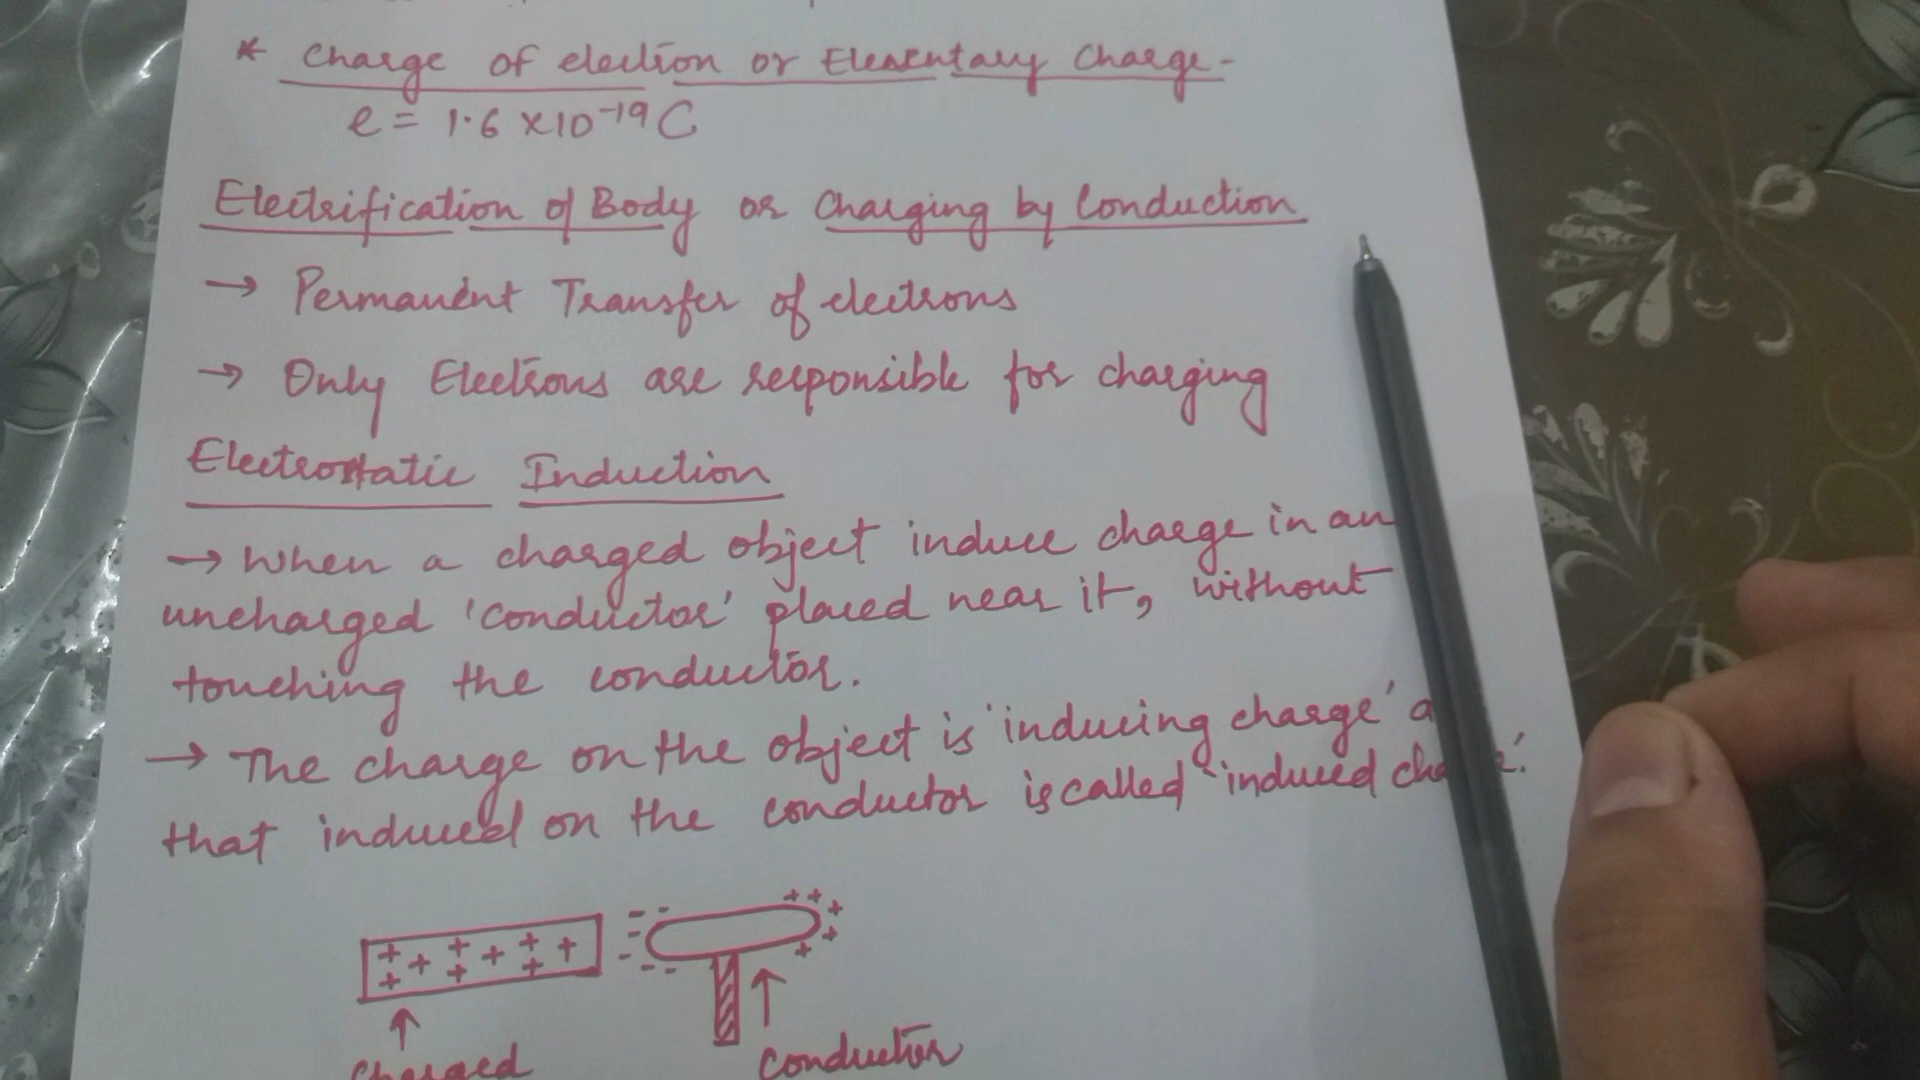 * Charge of electron or Elementary Charge-
e = 1.6 × 10⁻¹⁹ C
Electrification of Body or Charging by Conduction
→ Permanent Transfer of electrons
→ Only Electrons are responsible for charging
Electrostatic Induction
→ When a charged object induce charge in an
uncharged 'conductor' placed near it, without
touching the conductor.
→ The charge on the object is 'inducing charge'
that induced on the conductor is called 'induced
Charged
Conductor